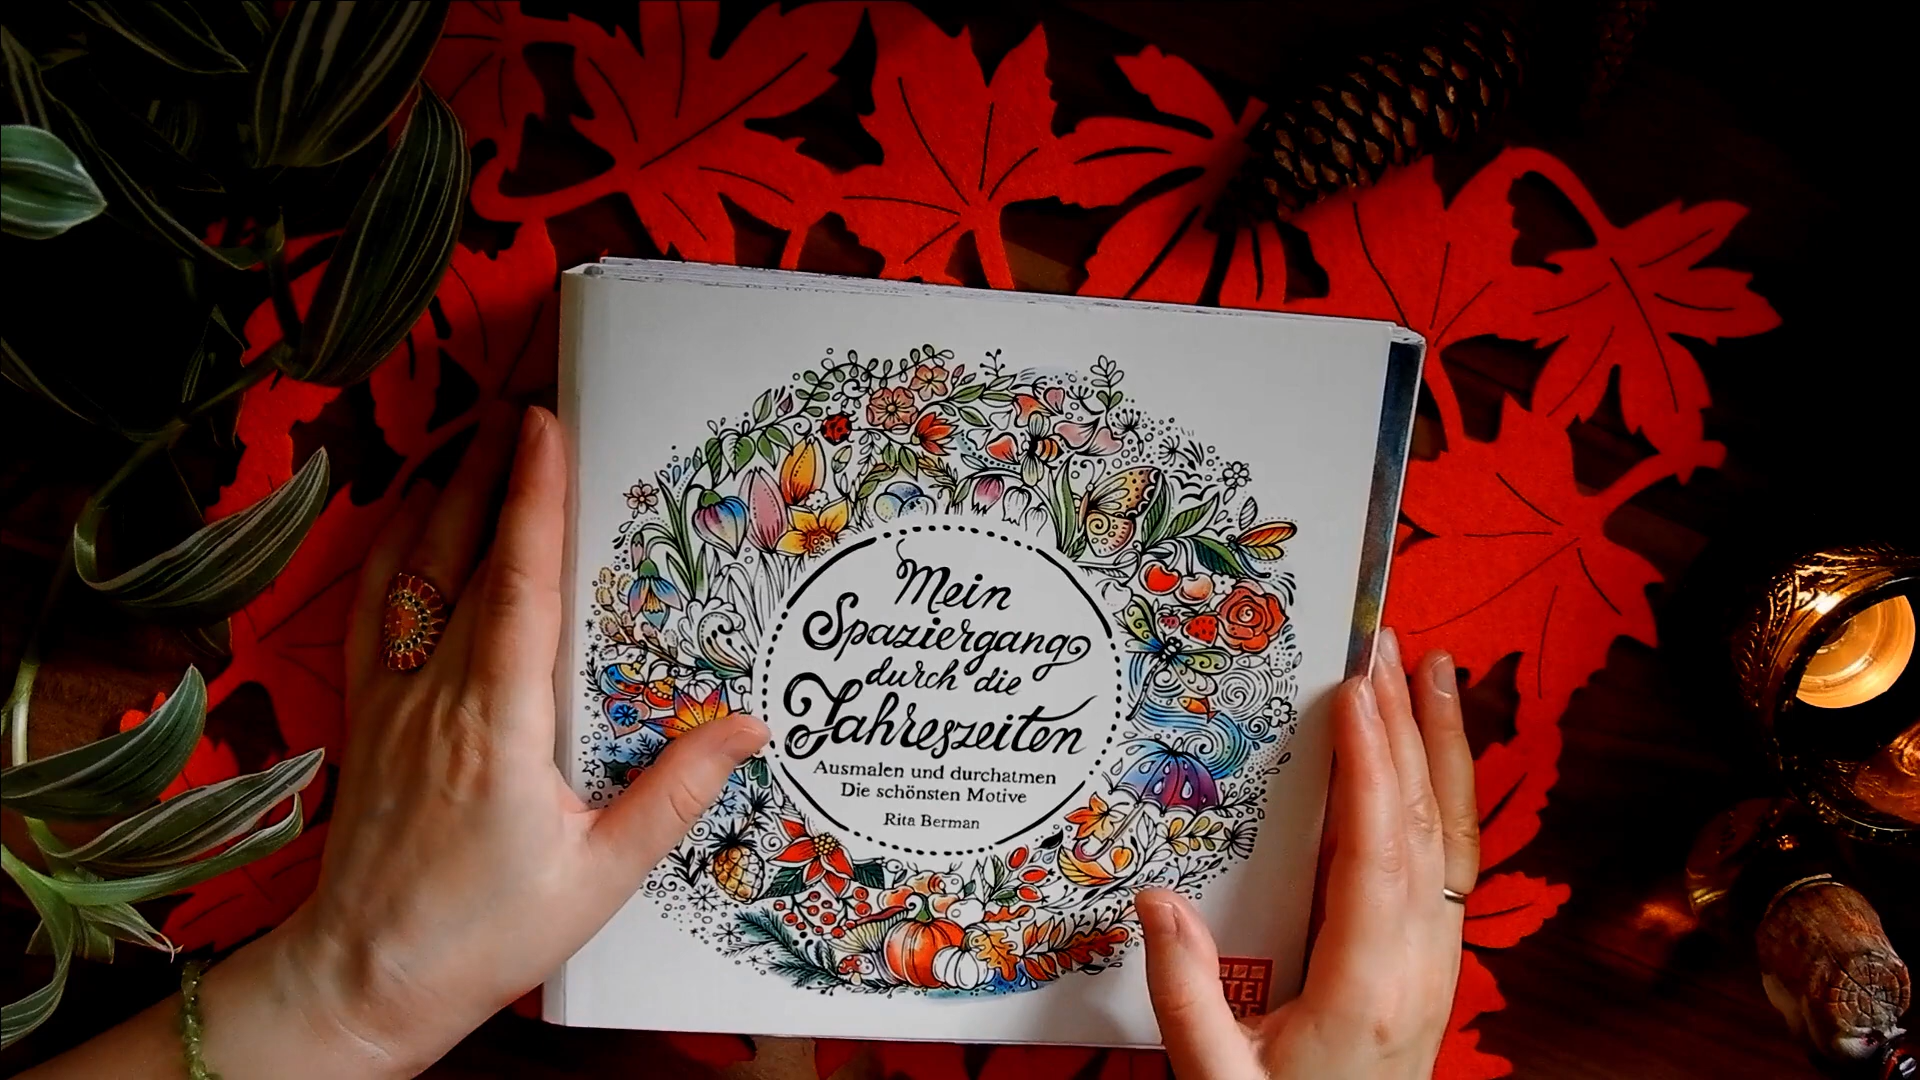 Mein
Spaziergang
durch die
Jahreszeiten
Ausmalen und durchatmen
Die schönsten Motive
Rita Berman